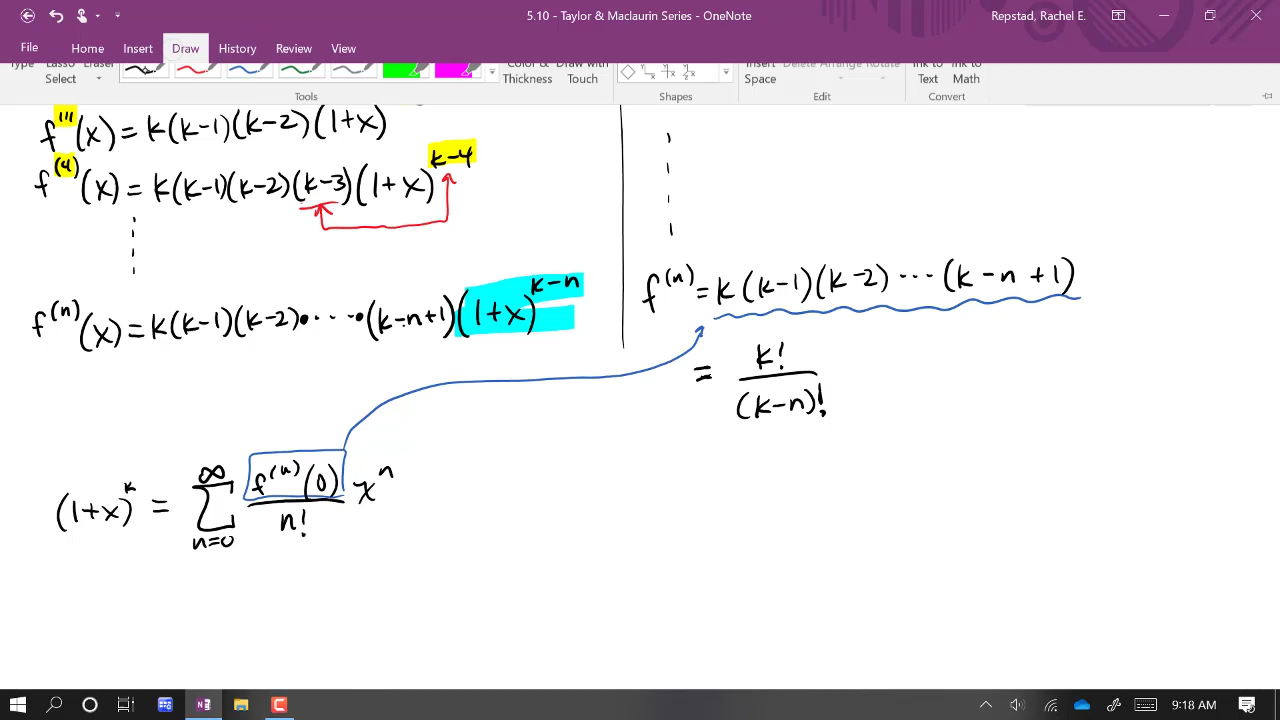 5.10 - Taylor & Maclaurin Series - OneNote
Repstad, Rachel E.
File Home Insert Draw History Review View
Type Lasso Select Eraser Color & Thickness Draw with Touch Insert Space Delete Arrange Rotate Ink to Text Ink to Math
Tools Shapes Edit Convert
f'''(x) = k(k-1)(k-2)(1+x)
f^(4)(x) = k(k-1)(k-2)(k-3)(1+x)^k-4
f^(n)(x) = k(k-1)(k-2)•····•(k-n+1)(1+x)^k-n
f^(n) = k(k-1)(k-2)···(k-n+1)
= k!/(k-n)!
(1+x)^k = ∑_{n=0}^{∞} f^(n)(0)/n! x^n
9:18 AM